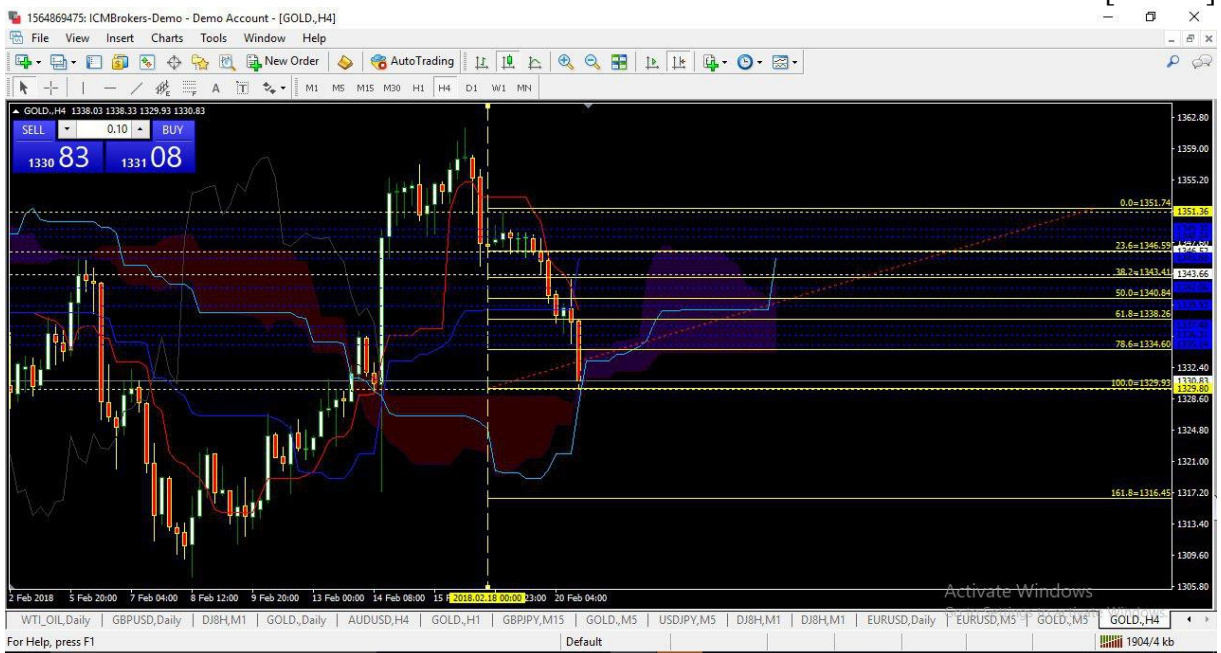 1564869475: ICMBrokers-Demo - Demo Account - [GOLD.,H4]
File View Insert Charts Tools Window Help
New Order AutoTrading
A T M1 M5 M15 M30 H1 H4 D1 W1 MN
GOLD.,H4 1338.03 1338.33 1329.93 1330.83
SELL 0.10 BUY
1330 83 1331 08
1362.80
1359.00
1355.20
0.0=1351.74
1351.36
23.6=1346.59
38.2=1343.41
1343.66
50.0=1340.84
61.8=1338.26
78.6=1334.60
1332.40
1330.83
100.0=1329.93
1329.80
1328.60
1324.80
1321.00
161.8=1316.45
1317.20
1313.40
1309.60
1305.80
2 Feb 2018 5 Feb 20:00 7 Feb 04:00 8 Feb 12:00 9 Feb 20:00 13 Feb 00:00 14 Feb 08:00 15 F 2018.02.18 00:00 23:00 20 Feb 04:00
Activate Windows
WTI_OIL,Daily GBPUSD,Daily DJ8H,M1 GOLD.,Daily AUDUSD,H4 GOLD.,H1 GBPJPY,M15 GOLD.,M5 USDJPY,M5 DJ8H,M1 DJ8H,M1 EURUSD,Daily EURUSD,M5 GOLD.,M5 GOLD.,H4
For Help, press F1 Default 1904/4 kb